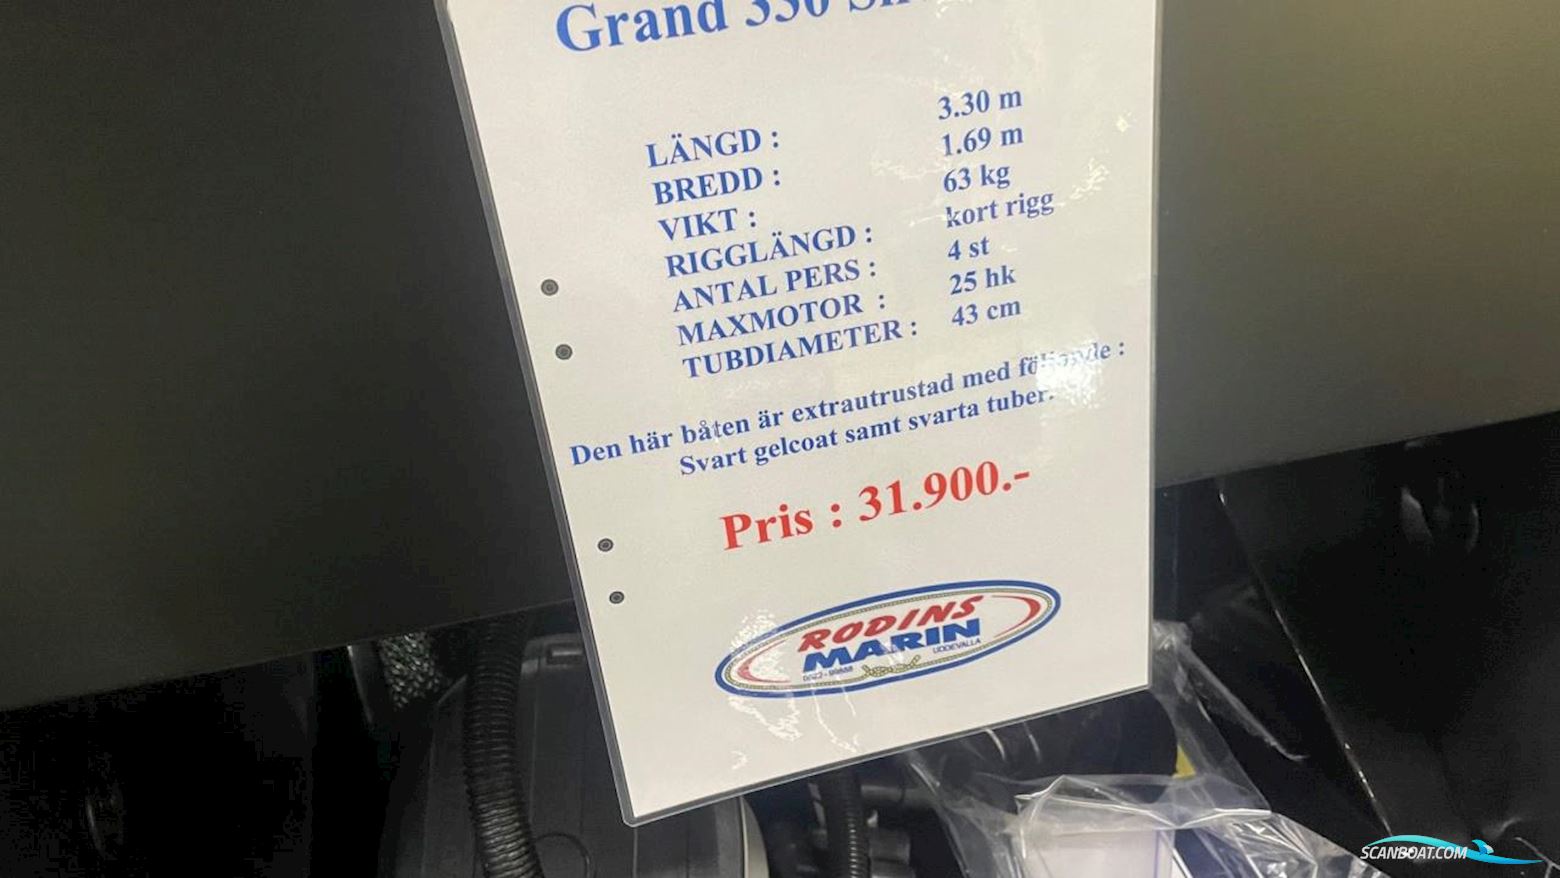 Grand 330
LÄNGD : 3.30 m
BREDD : 1.69 m
VIKT : 63 kg
RIGGLÄNGD : kort rigg
ANTAL PERS : 4 st
MAXMOTOR : 25 hk
TUBDIAMETER : 43 cm
Den här båten är extrautrustad med följande :
Svart gelcoat samt svarta tuber.
Pris : 31.900.-
RODINS
MARIN
UDDEVALLA
SCANBOAT.COM